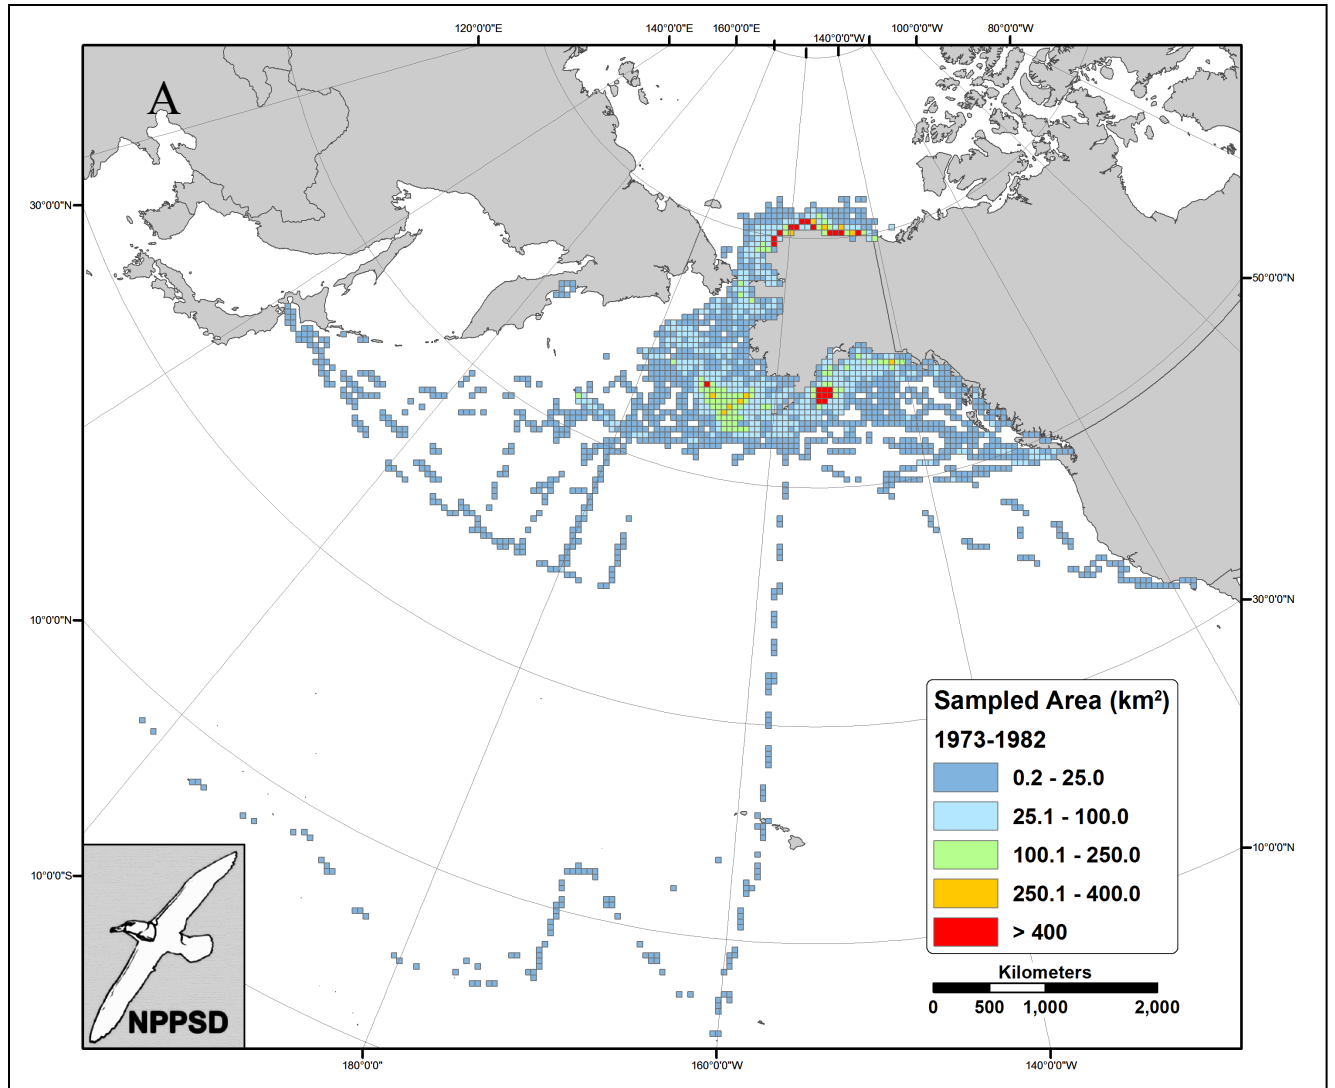 120°0'0"E 140°0'0"E 160°0'0"E 140°0'0"W 100°0'0"W 80°0'0"W
A
30°0'0"N
50°0'0"N
10°0'0"N
30°0'0"N
10°0'0"S
10°0'0"N
Sampled Area (km²)
1973-1982
0.2 - 25.0
25.1 - 100.0
100.1 - 250.0
250.1 - 400.0
> 400
Kilometers
0 500 1,000 2,000
NPPSD
180°0'0" 160°0'0"W 140°0'0"W